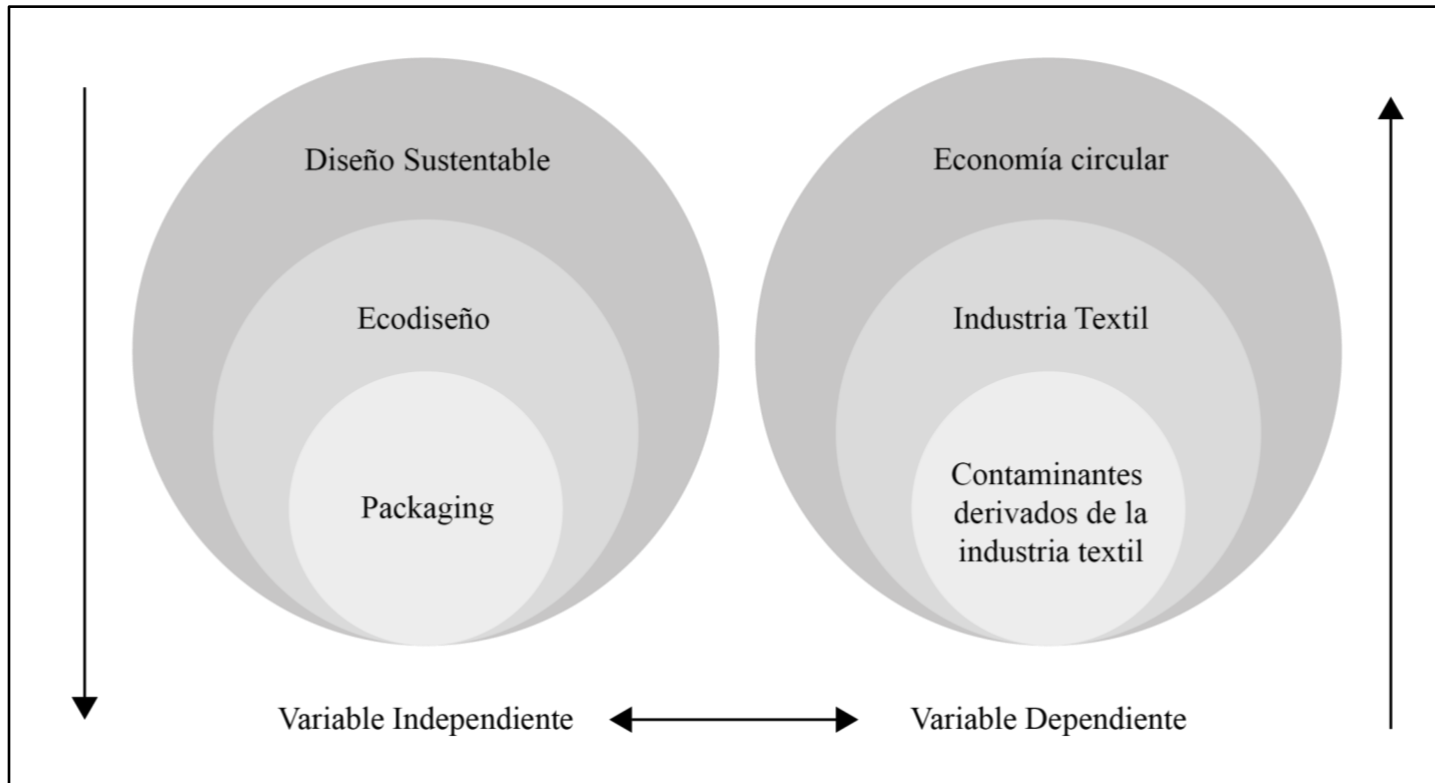 Diseño Sustentable
Ecodiseño
Packaging
Variable Independiente
Economía circular
Industria Textil
Contaminantes
derivados de la
industria textil
Variable Dependiente